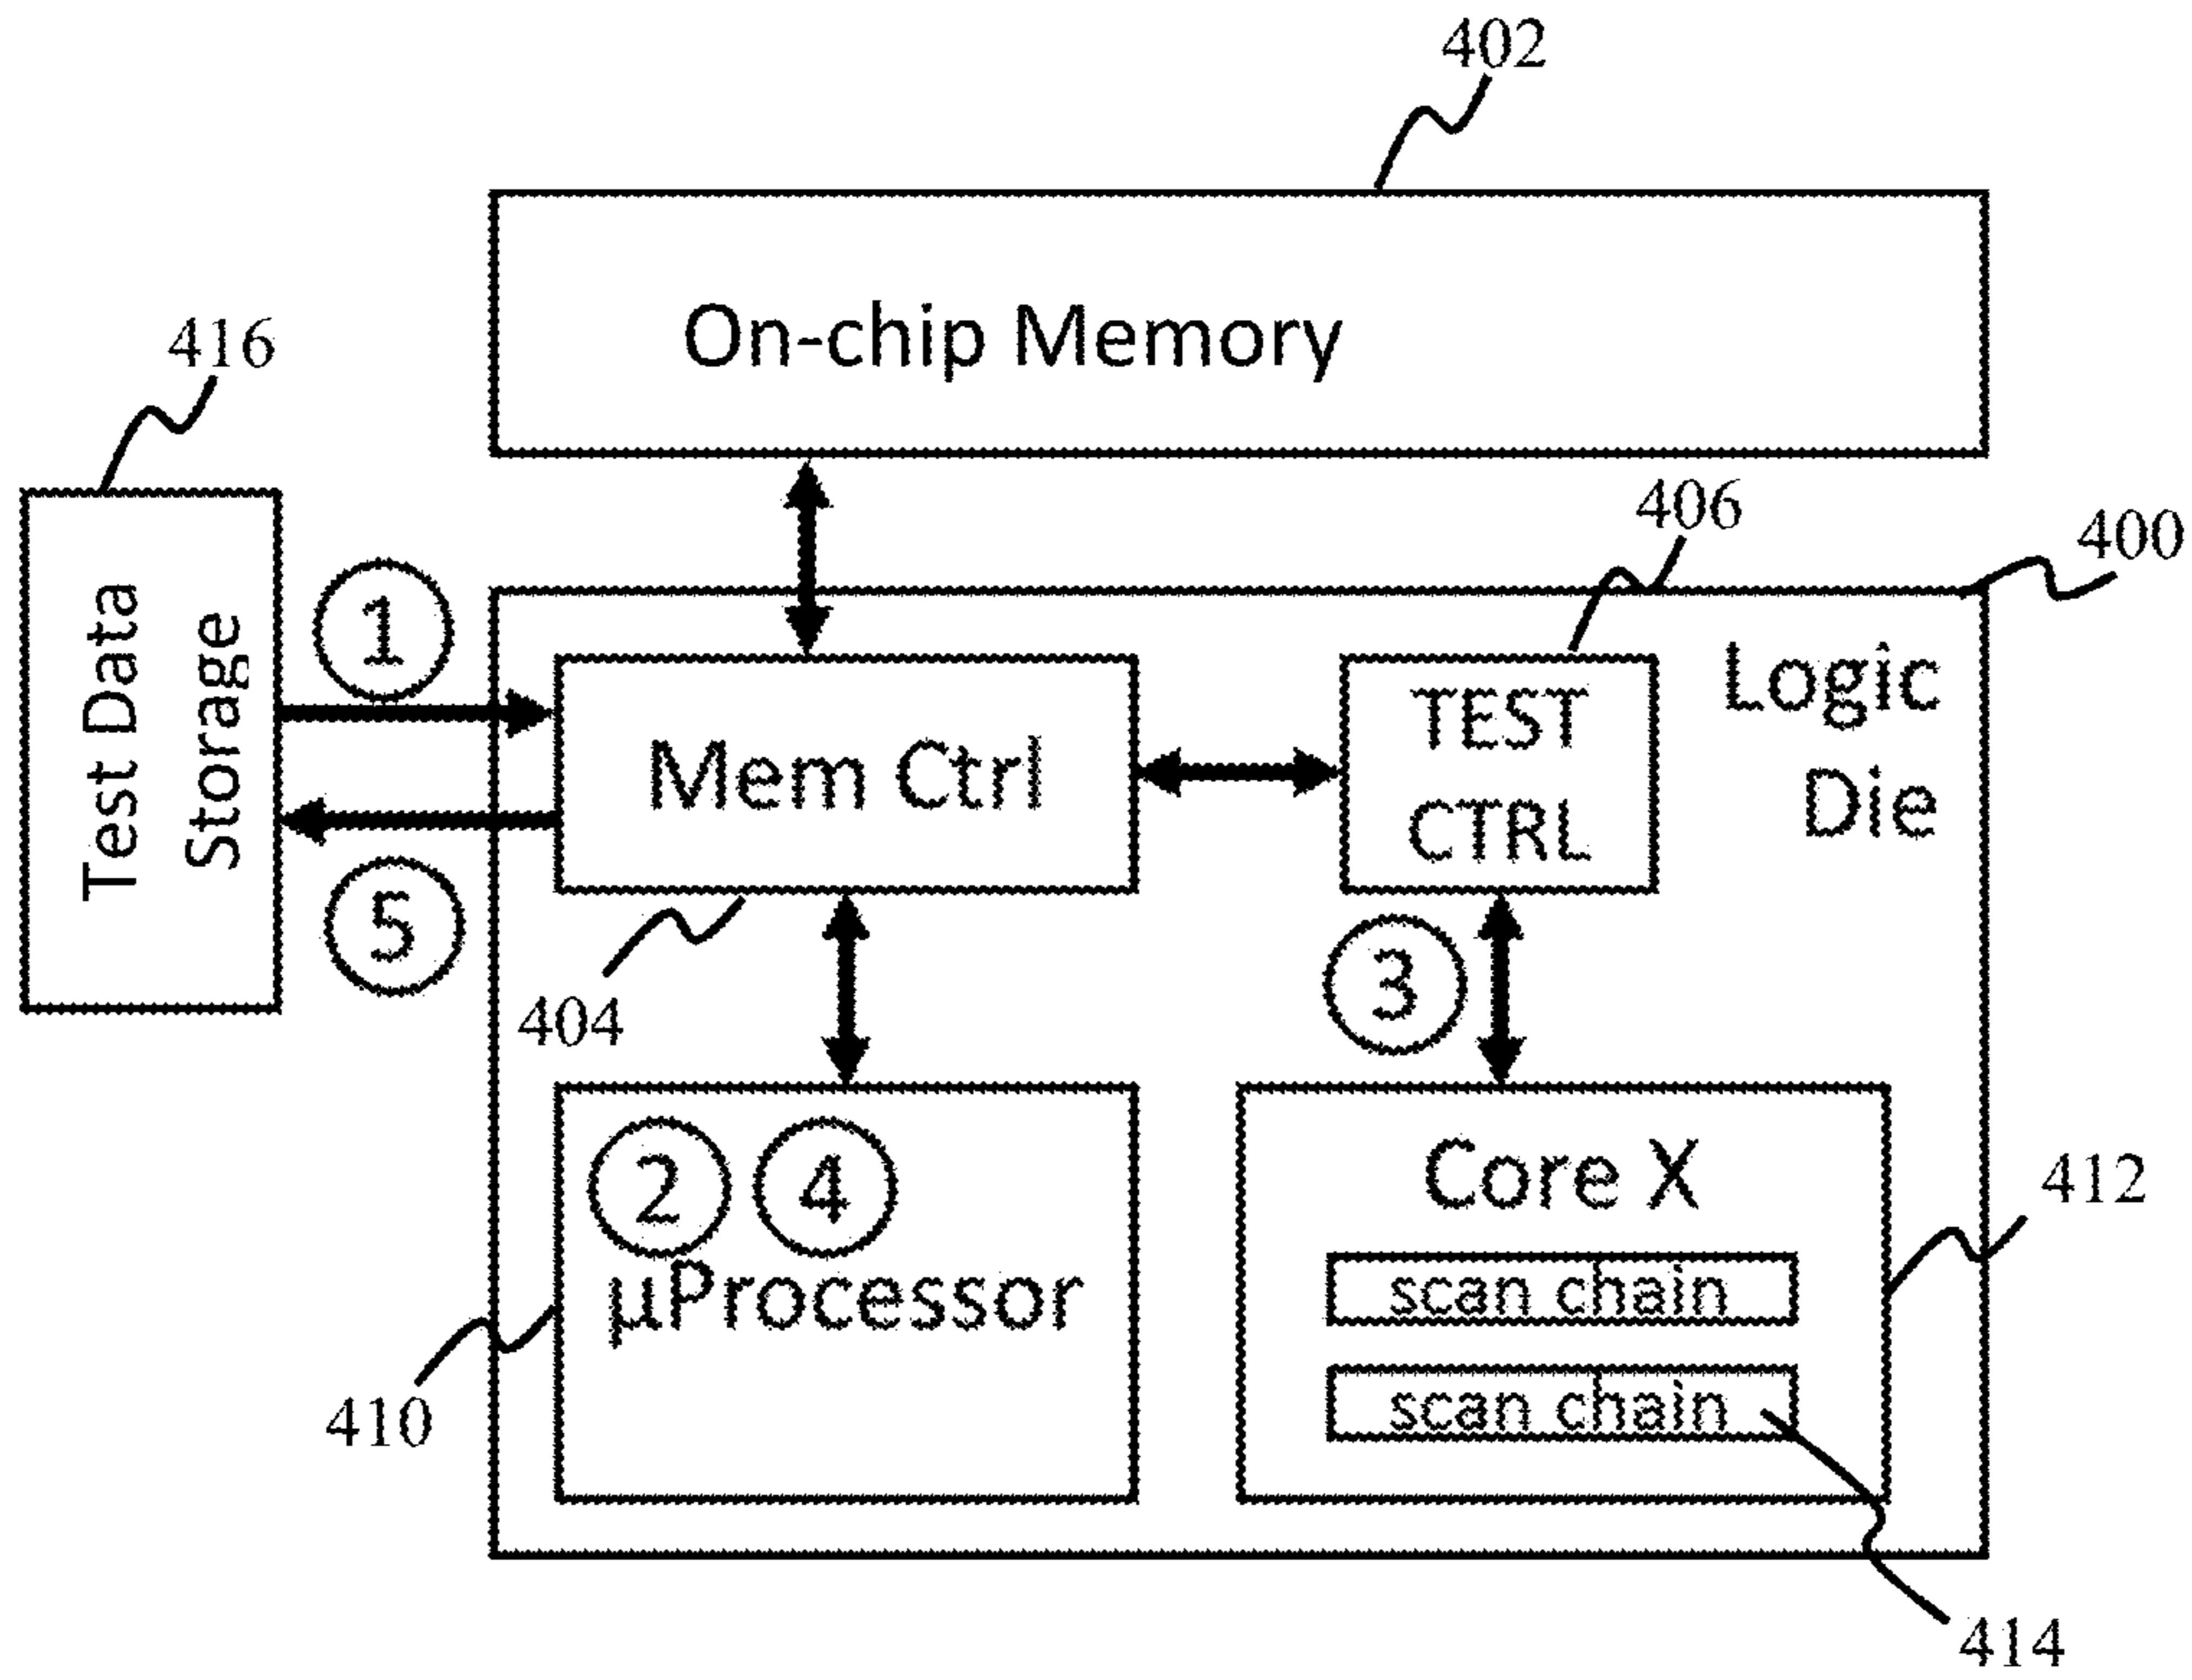 402
On-chip Memory
416
406
400
Test Data
Storage
1
Logic
Die
TEST
CTRL
Mem Ctrl
5
3
404
2 4
µProcessor
Core X
412
scan chain
scan chain
410
414